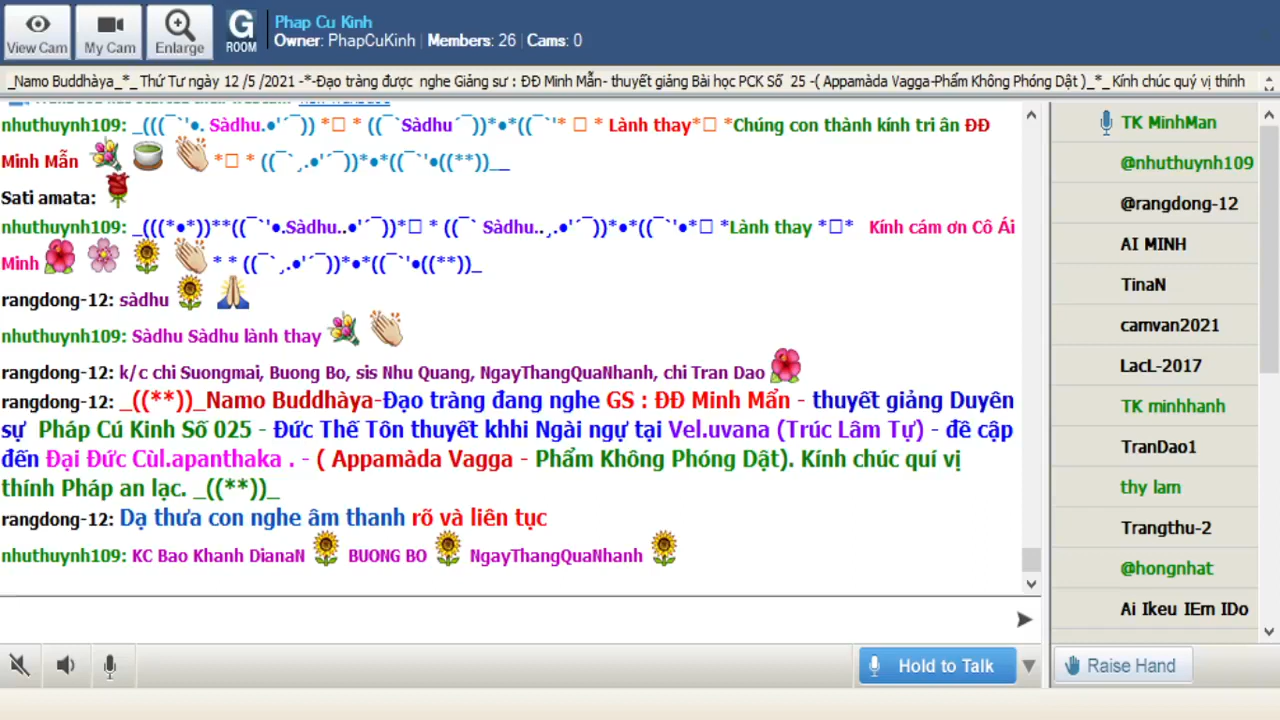 View Cam
My Cam
Enlarge
G
ROOM
Phap Cu Kinh
Owner: PhapCuKinh | Members: 26 | Cams: 0
_Namo Buddhàya_*_ Thứ Tư ngày 12 /5 /2021 -*-Đạo tràng được nghe Giảng sư : ĐĐ Minh Mẫn- thuyết giảng Bài học PCK Số 25 -( Appamàda Vagga-Phẩm Không Phóng Dật )_*_ Kính chúc quý vị thính
nhuthuynh109: _(((¯`'•. Sàdhu.•'´¯)) *▯ * ((¯`Sàdhu´¯))*•*((¯`'* ▯ * Lành thay*▯ *Chúng con thành kính tri ân ĐĐ
Minh Mẫn *▯ * ((¯`¸.•'´¯))*•*((¯`'•((**))_ _
Sati amata:
nhuthuynh109: _(((*•*))**((¯`'•.Sàdhu..•'´¯))*▯ * ((¯` Sàdhu..¸.•'´¯))*•*((¯`'•*▯ *Lành thay *▯* Kính cám ơn Cô Ái
Minh * * ((¯`¸.•'´¯))*•*((¯`'•((**))_
rangdong-12: sàdhu
nhuthuynh109: Sàdhu Sàdhu lành thay
rangdong-12: k/c chi Suongmai, Buong Bo, sis Nhu Quang, NgayThangQuaNhanh, chi Tran Dao
rangdong-12: _((**))_Namo Buddhàya-Đạo tràng đang nghe GS : ĐĐ Minh Mẩn - thuyết giảng Duyên
sự Pháp Cú Kinh Số 025 - Đức Thế Tôn thuyết khhi Ngài ngự tại Vel.uvana (Trúc Lâm Tự) - đề cập
đến Đại Đức Cùl.apanthaka . - ( Appamàda Vagga - Phẩm Không Phóng Dật). Kính chúc quí vị
thính Pháp an lạc. _((**))_
rangdong-12: Dạ thưa con nghe âm thanh rõ và liên tục
nhuthuynh109: KC Bao Khanh DianaN BUONG BO NgayThangQuaNhanh
TK MinhMan
@nhuthuynh109
@rangdong-12
AI MINH
TinaN
camvan2021
LacL-2017
TK minhhanh
TranDao1
thy lam
Trangthu-2
@hongnhat
Ai Ikeu IEm IDo
Hold to Talk
Raise Hand